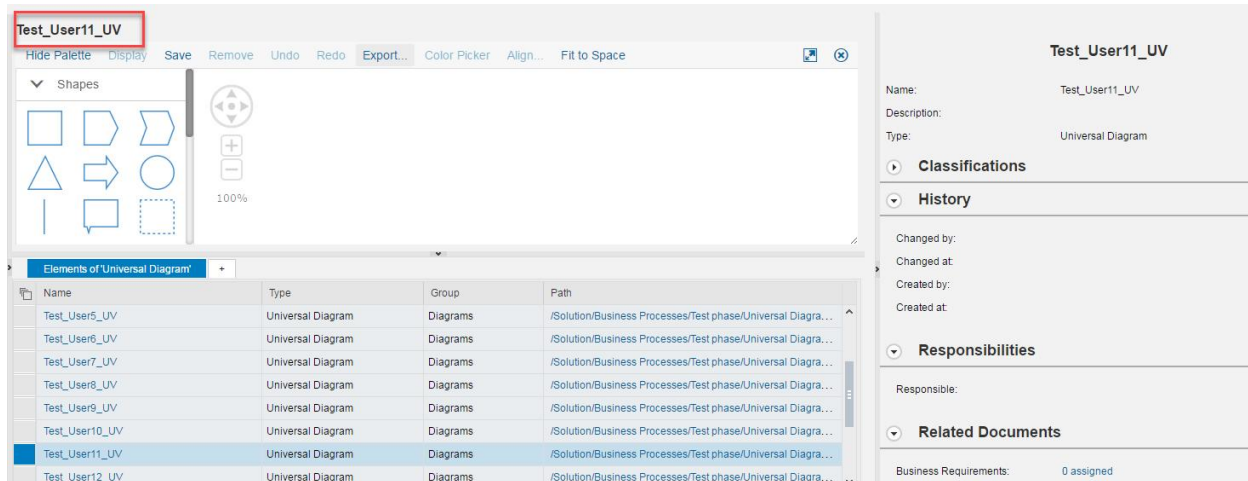 Test_User11_UV
Hide Palette Display Save Remove Undo Redo Export... Color Picker Align... Fit to Space
Shapes
100%
Elements of 'Universal Diagram' +
Name Type Group Path
Test_User5_UV Universal Diagram Diagrams /Solution/Business Processes/Test phase/Universal Diagra...
Test_User6_UV Universal Diagram Diagrams /Solution/Business Processes/Test phase/Universal Diagra...
Test_User7_UV Universal Diagram Diagrams /Solution/Business Processes/Test phase/Universal Diagra...
Test_User8_UV Universal Diagram Diagrams /Solution/Business Processes/Test phase/Universal Diagra...
Test_User9_UV Universal Diagram Diagrams /Solution/Business Processes/Test phase/Universal Diagra...
Test_User10_UV Universal Diagram Diagrams /Solution/Business Processes/Test phase/Universal Diagra...
Test_User11_UV Universal Diagram Diagrams /Solution/Business Processes/Test phase/Universal Diagra...
Test_User12_UV Universal Diagram Diagrams /Solution/Business Processes/Test phase/Universal Diagra...
Test_User11_UV
Name: Test_User11_UV
Description:
Type: Universal Diagram
Classifications
History
Changed by:
Changed at:
Created by:
Created at:
Responsibilities
Responsible:
Related Documents
Business Requirements: 0 assigned